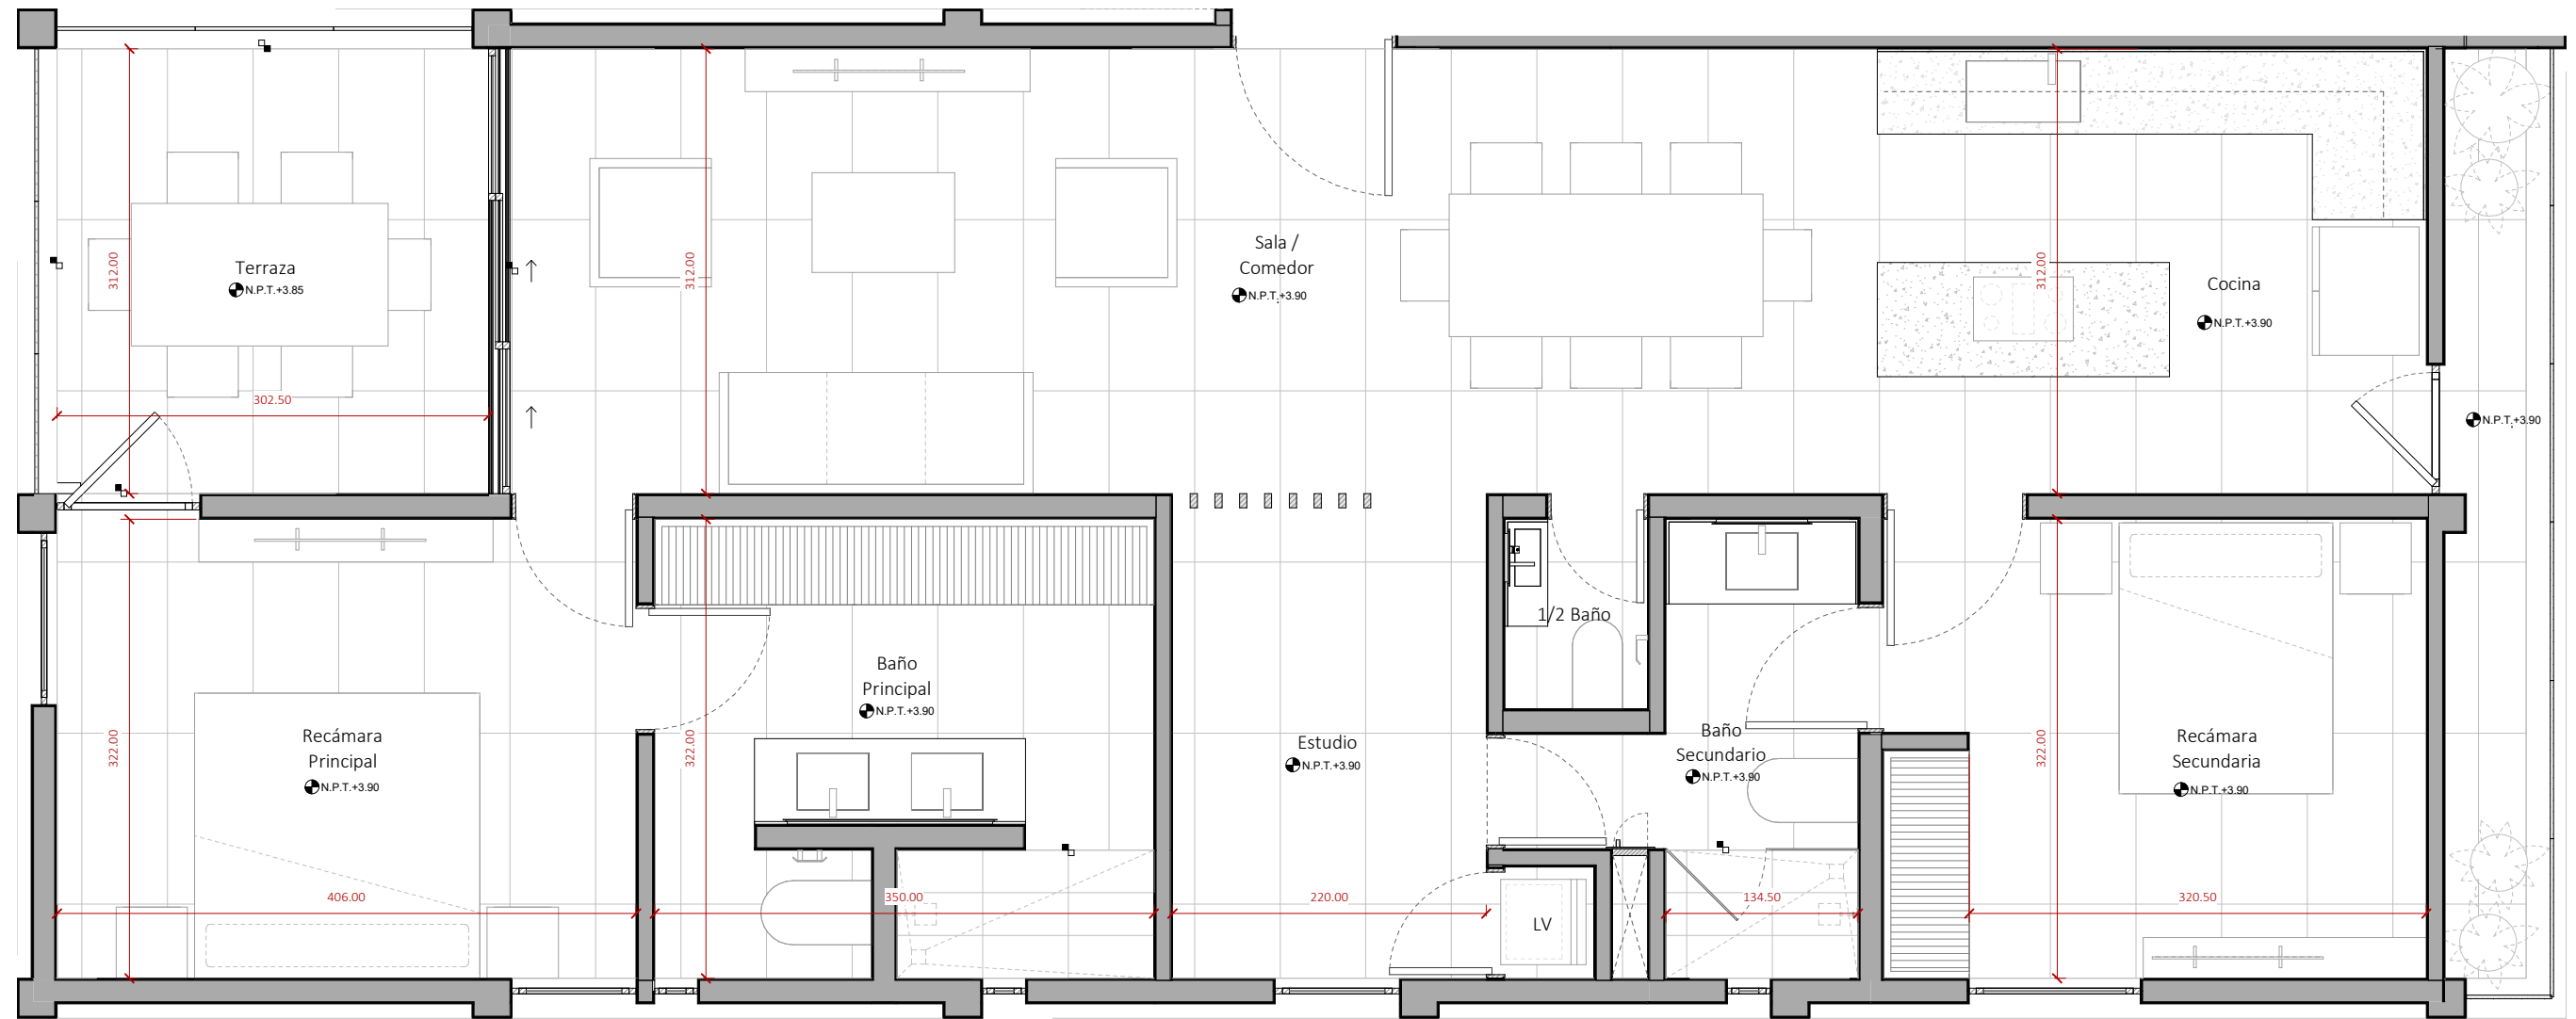 312.00
Terraza
N.P.T.+3.85
302.50
312.00
Sala /
Comedor
N.P.T.+3.90
312.00
Cocina
N.P.T.+3.90
N.P.T.+3.90
322.00
Recámara
Principal
N.P.T.+3.90
406.00
322.00
Baño
Principal
N.P.T.+3.90
350.00
Estudio
N.P.T.+3.90
220.00
1/2 Baño
LV
Baño
Secundario
N.P.T.+3.90
134.50
322.00
Recámara
Secundaria
N.P.T.+3.90
320.50